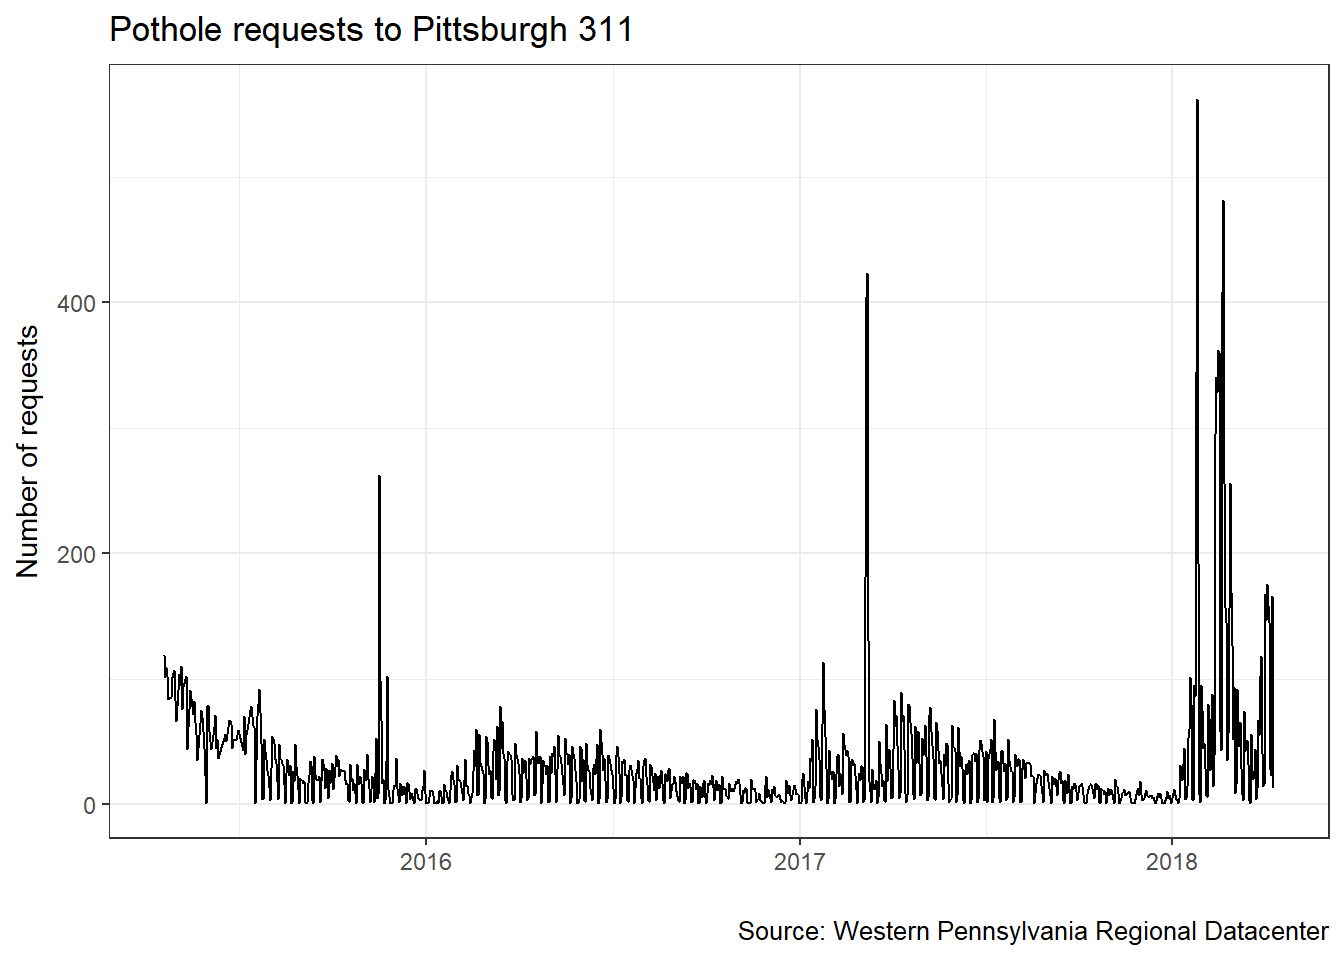 Pothole requests to Pittsburgh 311
Number of requests
400
200
0
2016
2017
2018
Source: Western Pennsylvania Regional Datacenter